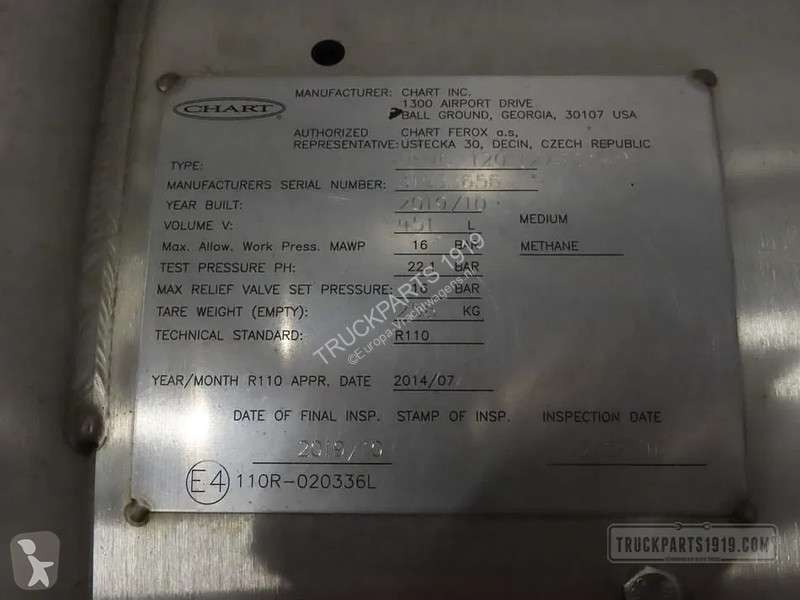 CHART
MANUFACTURER: CHART INC.
1300 AIRPORT DRIVE
BALL GROUND, GEORGIA, 30107 USA
AUTHORIZED CHART FEROX a.s,
REPRESENTATIVE: USTECKA 30, DECIN, CZECH REPUBLIC
TYPE:
MANUFACTURERS SERIAL NUMBER:
YEAR BUILT: 2019/10
VOLUME V: 451 L MEDIUM
Max. Allow. Work Press. MAWP 16 BAR METHANE
TEST PRESSURE PH: 22,1 BAR
MAX RELIEF VALVE SET PRESSURE: 16 BAR
TARE WEIGHT (EMPTY): KG
TECHNICAL STANDARD: R110
YEAR/MONTH R110 APPR. DATE 2014/07
DATE OF FINAL INSP. STAMP OF INSP. INSPECTION DATE
2019/10
E4 110R-020336L
TRUCKPARTS 1919
©Europa-Vrachtwagens.nl
TRUCKPARTS1919.COM